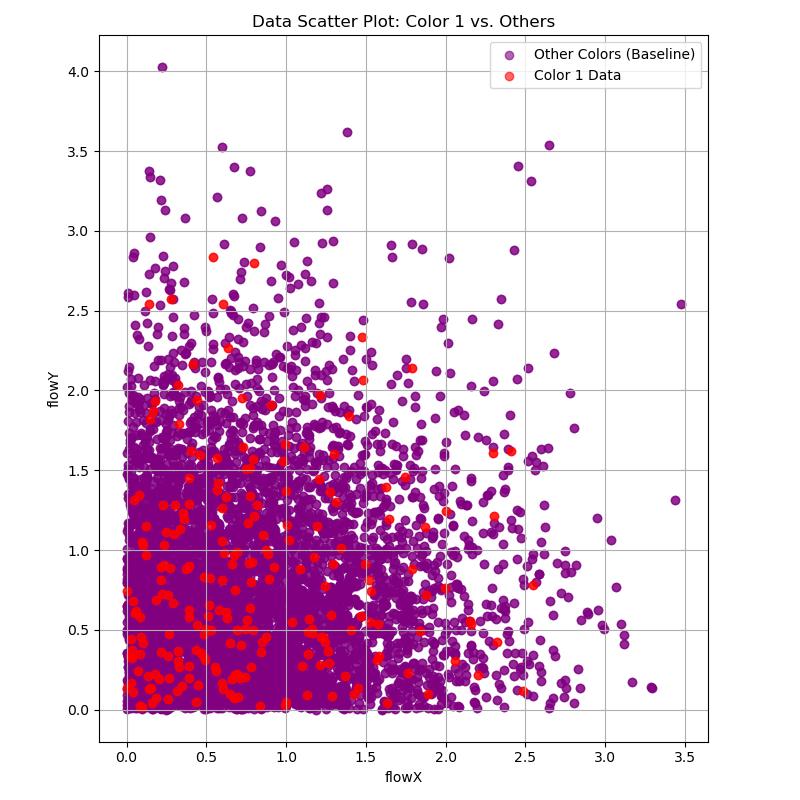 Data Scatter Plot: Color 1 vs. Others
Other Colors (Baseline)
Color 1 Data
flowY
4.0
3.5
3.0
2.5
2.0
1.5
1.0
0.5
0.0
0.0 0.5 1.0 1.5 2.0 2.5 3.0 3.5
flowX